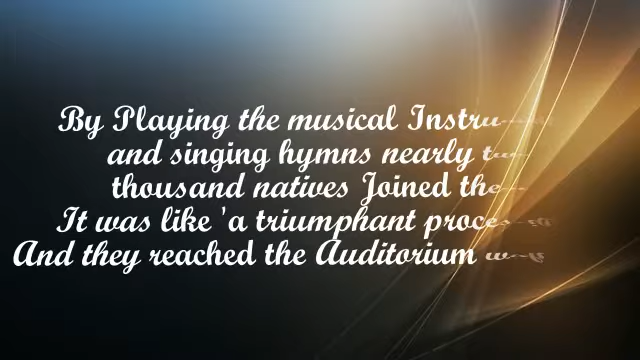 By Playing the musical
and singing hymns nearly
thousand natives Joined the
It was like 'a triumphant
And they reached the Auditorium